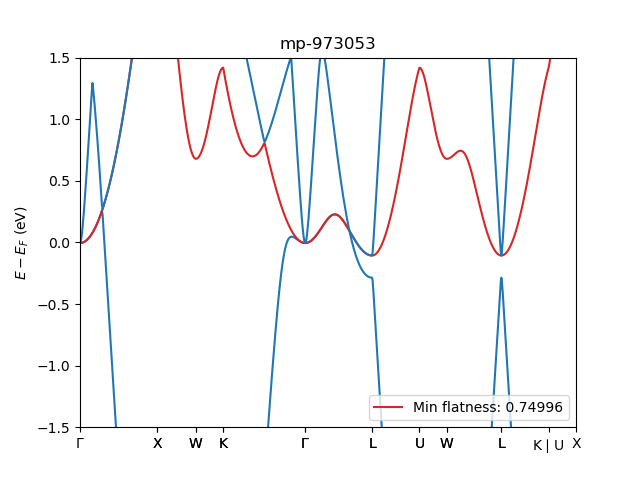 mp-973053
E − E_F (eV)
1.5
1.0
0.5
0.0
−0.5
−1.0
−1.5
Min flatness: 0.74996
Γ X W K Γ L U W L K | U X